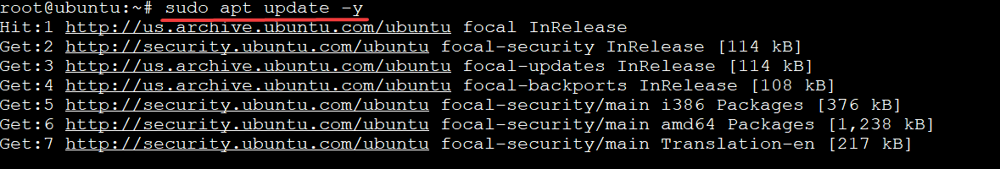 root@ubuntu:~# sudo apt update -y
Hit:1 http://us.archive.ubuntu.com/ubuntu focal InRelease
Get:2 http://security.ubuntu.com/ubuntu focal-security InRelease [114 kB]
Get:3 http://us.archive.ubuntu.com/ubuntu focal-updates InRelease [114 kB]
Get:4 http://us.archive.ubuntu.com/ubuntu focal-backports InRelease [108 kB]
Get:5 http://security.ubuntu.com/ubuntu focal-security/main i386 Packages [376 kB]
Get:6 http://security.ubuntu.com/ubuntu focal-security/main amd64 Packages [1,238 kB]
Get:7 http://security.ubuntu.com/ubuntu focal-security/main Translation-en [217 kB]